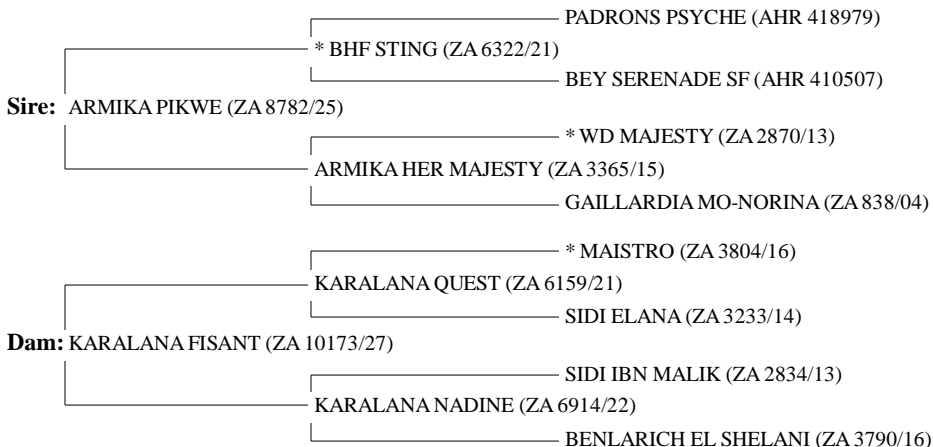 PADRONS PSYCHE (AHR 418979)
* BHF STING (ZA 6322/21)
BEY SERENADE SF (AHR 410507)
Sire: ARMIKA PIKWE (ZA 8782/25)
* WD MAJESTY (ZA 2870/13)
ARMIKA HER MAJESTY (ZA 3365/15)
GAILLARDIA MO-NORINA (ZA 838/04)
* MAISTRO (ZA 3804/16)
KARALANA QUEST (ZA 6159/21)
SIDI ELANA (ZA 3233/14)
Dam: KARALANA FISANT (ZA 10173/27)
SIDI IBN MALIK (ZA 2834/13)
KARALANA NADINE (ZA 6914/22)
BENLARICH EL SHELANI (ZA 3790/16)